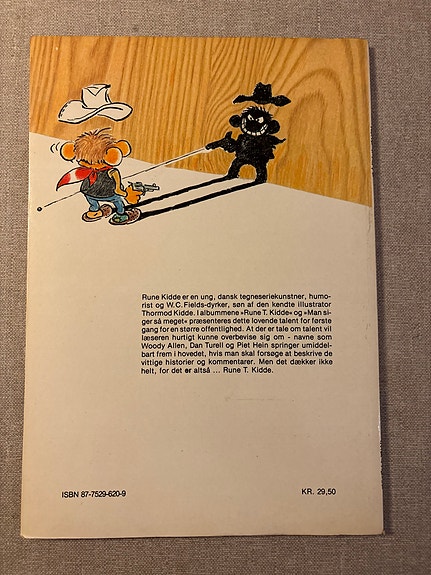 Rune Kidde er en ung, dansk tegneseriekunstner, humo-
rist og W.C. Fields-dyrker, søn af den kendte illustrator
Thormod Kidde. I albummene »Rune T. Kidde« og »Man si-
ger så meget« præsenteres dette lovende talent for første
gang for en større offentlighed. At der er tale om talent vil
læseren hurtigt kunne overbevise sig om - navne som
Woody Allen, Dan Turell og Piet Hein springer umiddel-
bart frem i hovedet, hvis man skal forsøge at beskrive de
vittige historier og kommentarer. Men det dækker ikke
helt, for det er altså ... Rune T. Kidde.
ISBN 87-7529-620-9
KR. 29,50